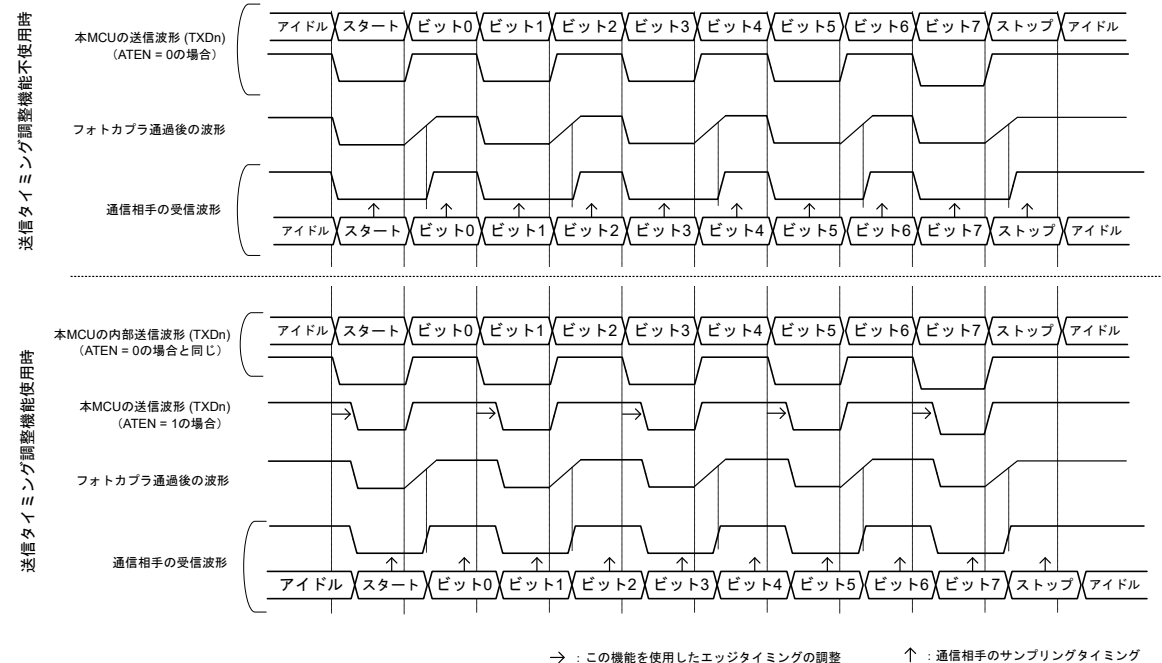 送信タイミング調整機能不使用時
本MCUの送信波形 (TXDn)
（ATEN = 0の場合）
アイドル スタート ビット0 ビット1 ビット2 ビット3 ビット4 ビット5 ビット6 ビット7 ストップ アイドル
フォトカプラ通過後の波形
通信相手の受信波形
アイドル スタート ビット0 ビット1 ビット2 ビット3 ビット4 ビット5 ビット6 ビット7 ストップ アイドル
送信タイミング調整機能使用時
本MCUの内部送信波形 (TXDn)
（ATEN = 0の場合と同じ）
アイドル スタート ビット0 ビット1 ビット2 ビット3 ビット4 ビット5 ビット6 ビット7 ストップ アイドル
本MCUの送信波形 (TXDn)
（ATEN = 1の場合）
フォトカプラ通過後の波形
通信相手の受信波形
アイドル スタート ビット0 ビット1 ビット2 ビット3 ビット4 ビット5 ビット6 ビット7 ストップ アイドル
→ ：この機能を使用したエッジタイミングの調整
↑ ：通信相手のサンプリングタイミング